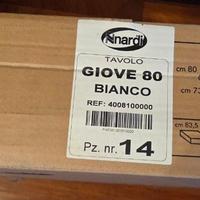 nardi
TAVOLO
GIOVE 80
BIANCO
REF: 4008100000
Pz. nr. 14
cm 80
cm 73
cm 83,5